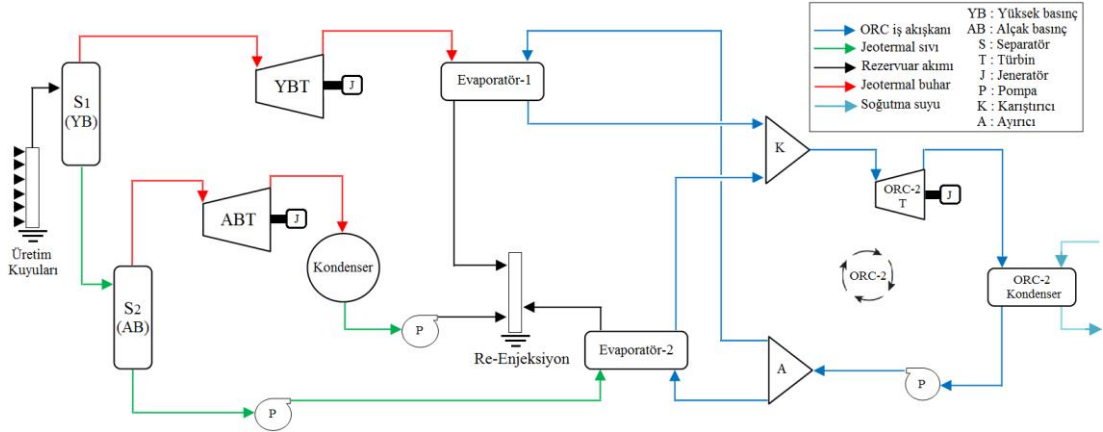 YB : Yüksek basınç
AB : Alçak basınç
S : Separatör
T : Türbin
J : Jeneratör
P : Pompa
K : Karıştırıcı
A : Ayırıcı
ORC iş akışkanı
Jeotermal sıvı
Rezervuar akımı
Jeotermal buhar
Soğutma suyu
S1
(YB)
YBT
J
Evaporatör-1
K
ORC-2
T
J
ABT
J
Üretim
Kuyuları
Kondenser
ORC-2
ORC-2
Kondenser
S2
(AB)
P
Re-Enjeksiyon
Evaporatör-2
A
P
P